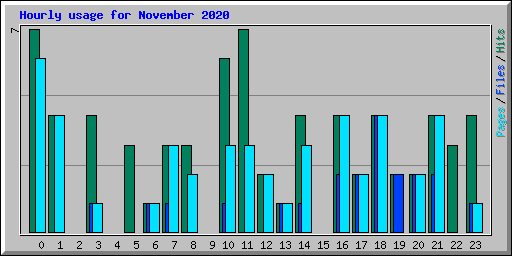 Hourly usage for November 2020
7
Pages/Files/Hits
0 1 2 3 4 5 6 7 8 9 10 11 12 13 14 15 16 17 18 19 20 21 22 23